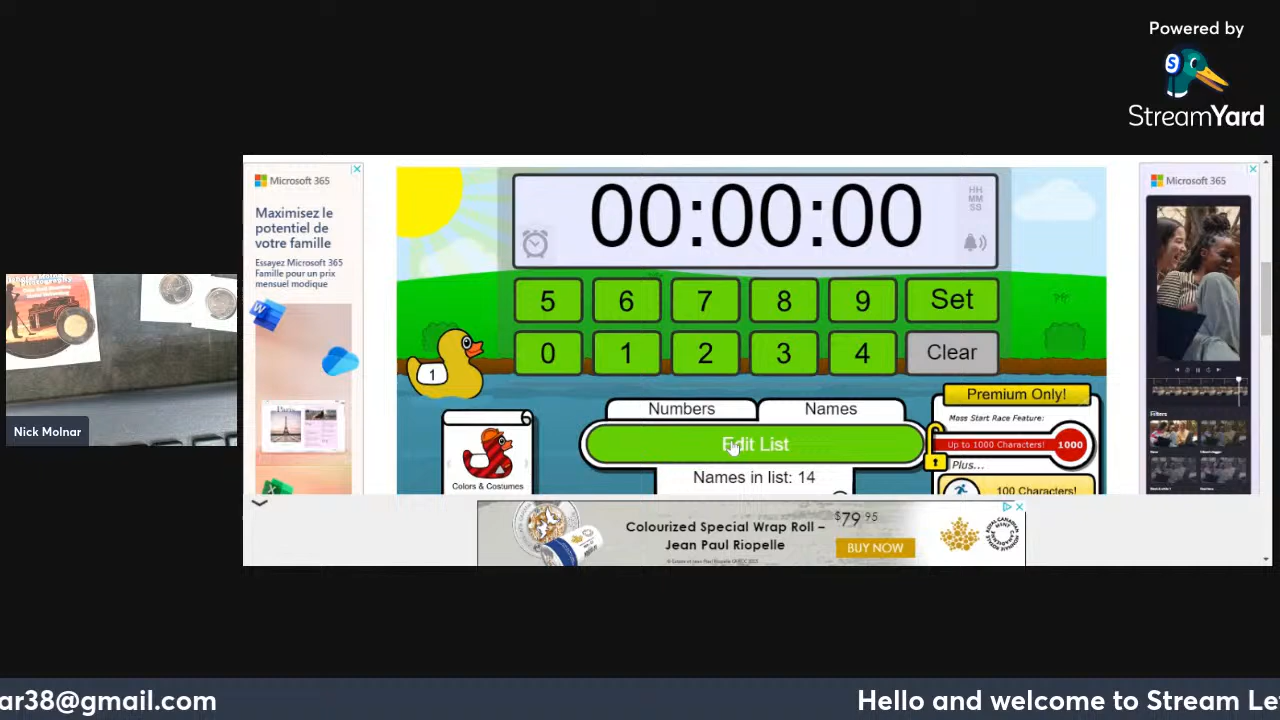 Powered by
StreamYard
Nick Molnar
Microsoft 365
Maximisez le
potentiel de
votre famille
Essayez Microsoft 365
Famille pour un prix
mensuel modique
00:00:00
HH
MM
SS
5 6 7 8 9 Set
0 1 2 3 4 Clear
1
Numbers Names
Edit List
Names in list: 14
Colors & Costumes
Premium Only!
Mass Start Race Feature:
Up to 1000 Characters! 1000
Plus...
100 Characters!
Microsoft 365
Filters
Colourized Special Wrap Roll –
Jean Paul Riopelle
$79.95
BUY NOW
ar38@gmail.com
Hello and welcome to Stream Le